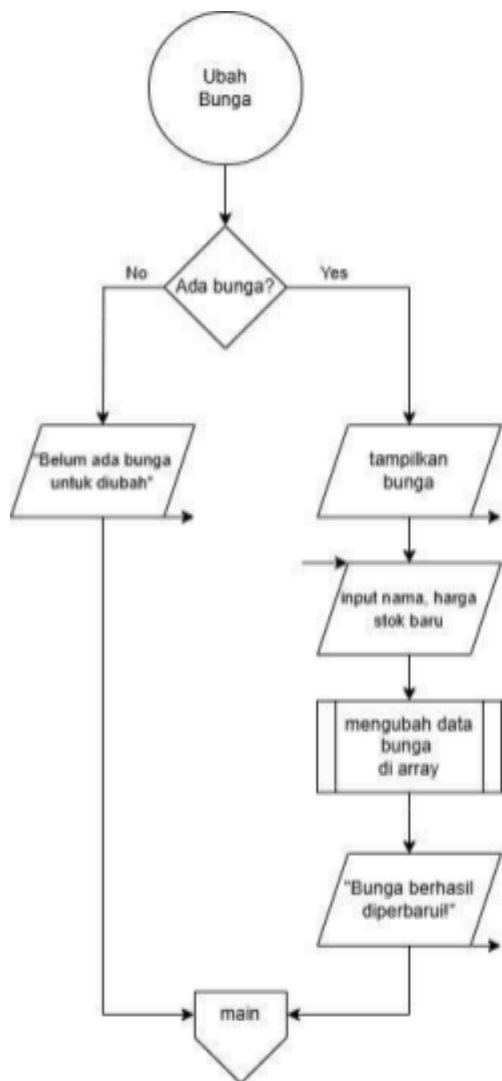 Ubah
Bunga
No
Yes
Ada bunga?
"Belum ada bunga
untuk diubah"
tampilkan
bunga
input nama, harga
stok baru
mengubah data
bunga
di array
"Bunga berhasil
diperbarui!"
main